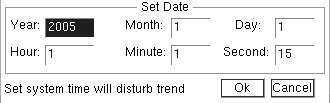 Set Date
Year: 2005 Month: 1 Day: 1
Hour: 1 Minute: 1 Second: 15
Set system time will disturb trend Ok Cancel